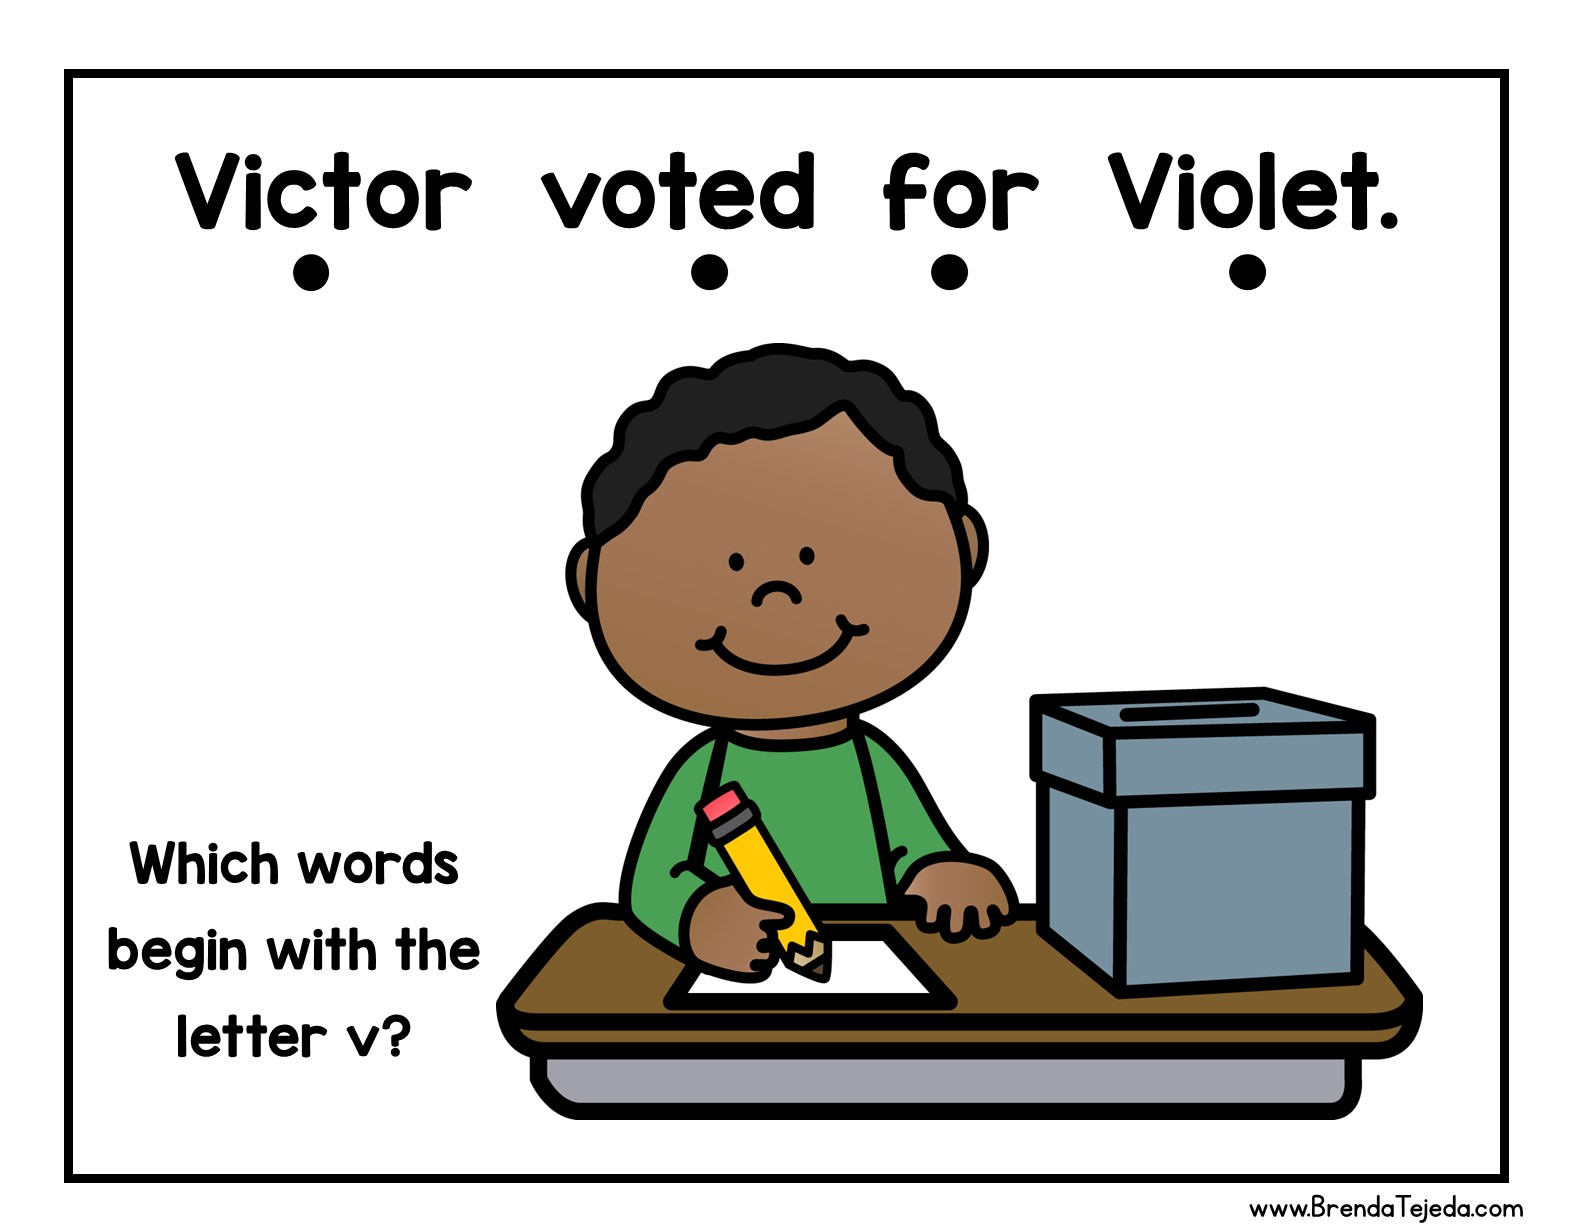 Victor voted for Violet.
Which words
begin with the
letter v?
www.BrendaTejeda.com